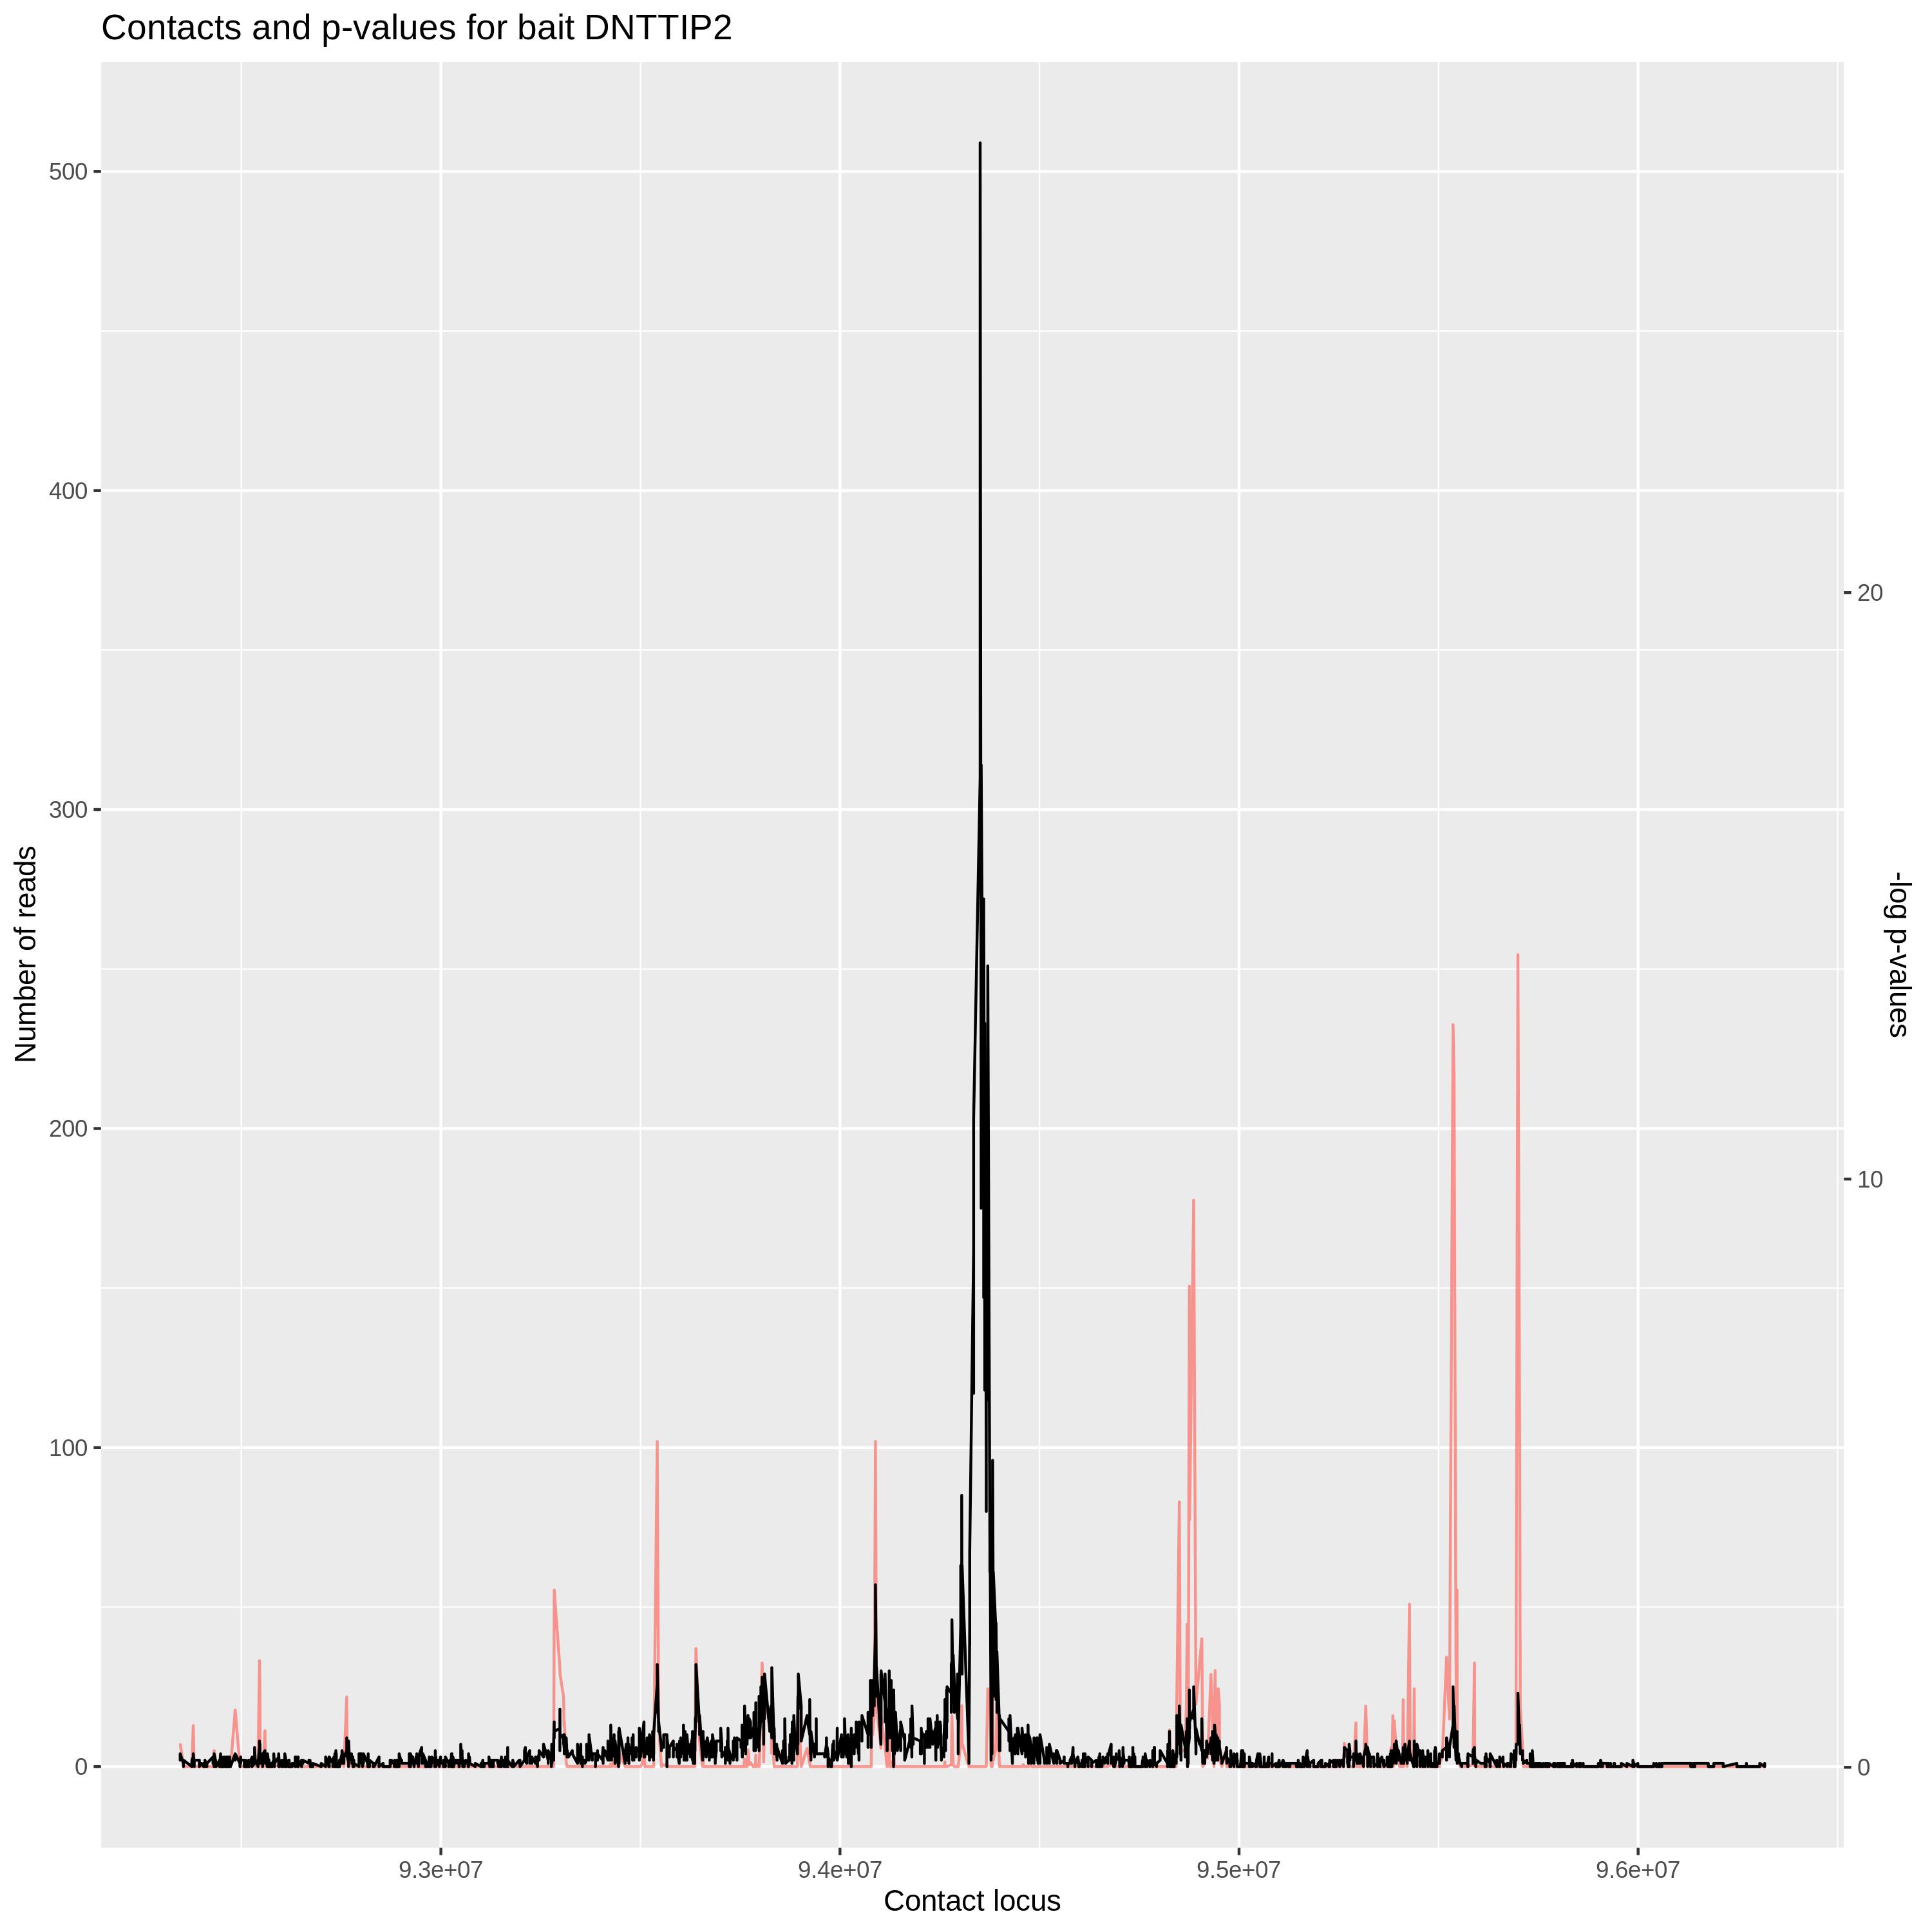 Contacts and p-values for bait DNTTIP2
500
400
300
200
100
0
Number of reads
20
10
0
-log p-values
9.3e+07
9.4e+07
9.5e+07
9.6e+07
Contact locus